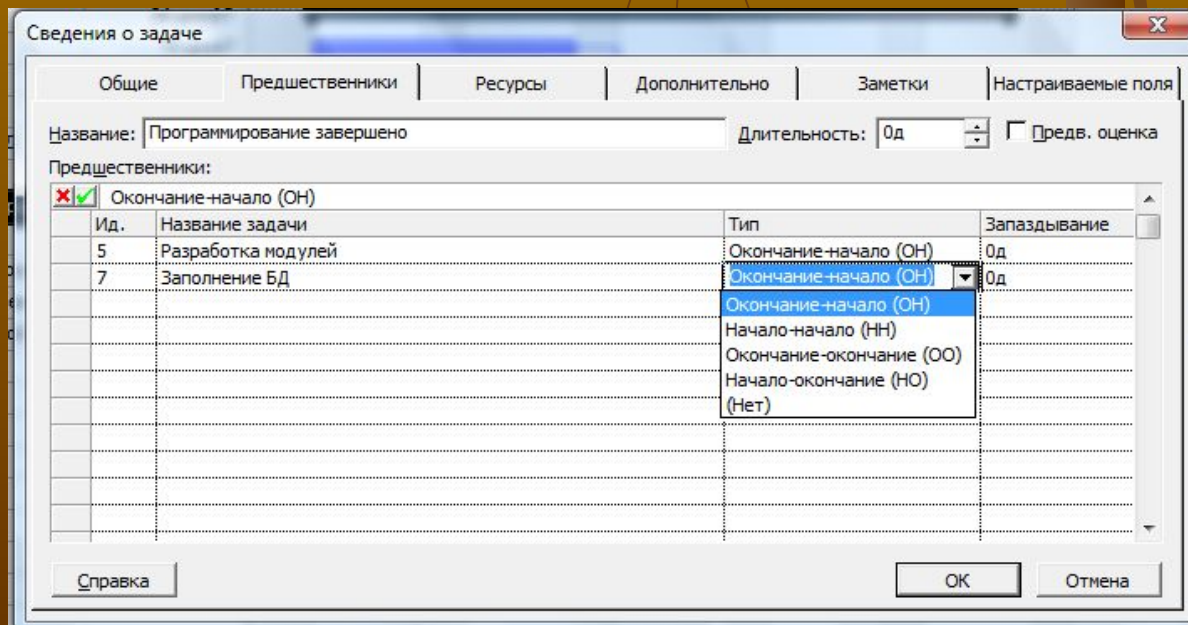 Сведения о задаче
Общие Предшественники Ресурсы Дополнительно Заметки Настраиваемые поля
Название: Программирование завершено Длительность: 0д Предв. оценка
Предшественники:
Окончание-начало (ОН)
Ид. Название задачи Тип Запаздывание
5 Разработка модулей Окончание-начало (ОН) 0д
7 Заполнение БД Окончание-начало (ОН) 0д
Окончание-начало (ОН)
Начало-начало (НН)
Окончание-окончание (ОО)
Начало-окончание (НО)
(Нет)
Справка ОК Отмена